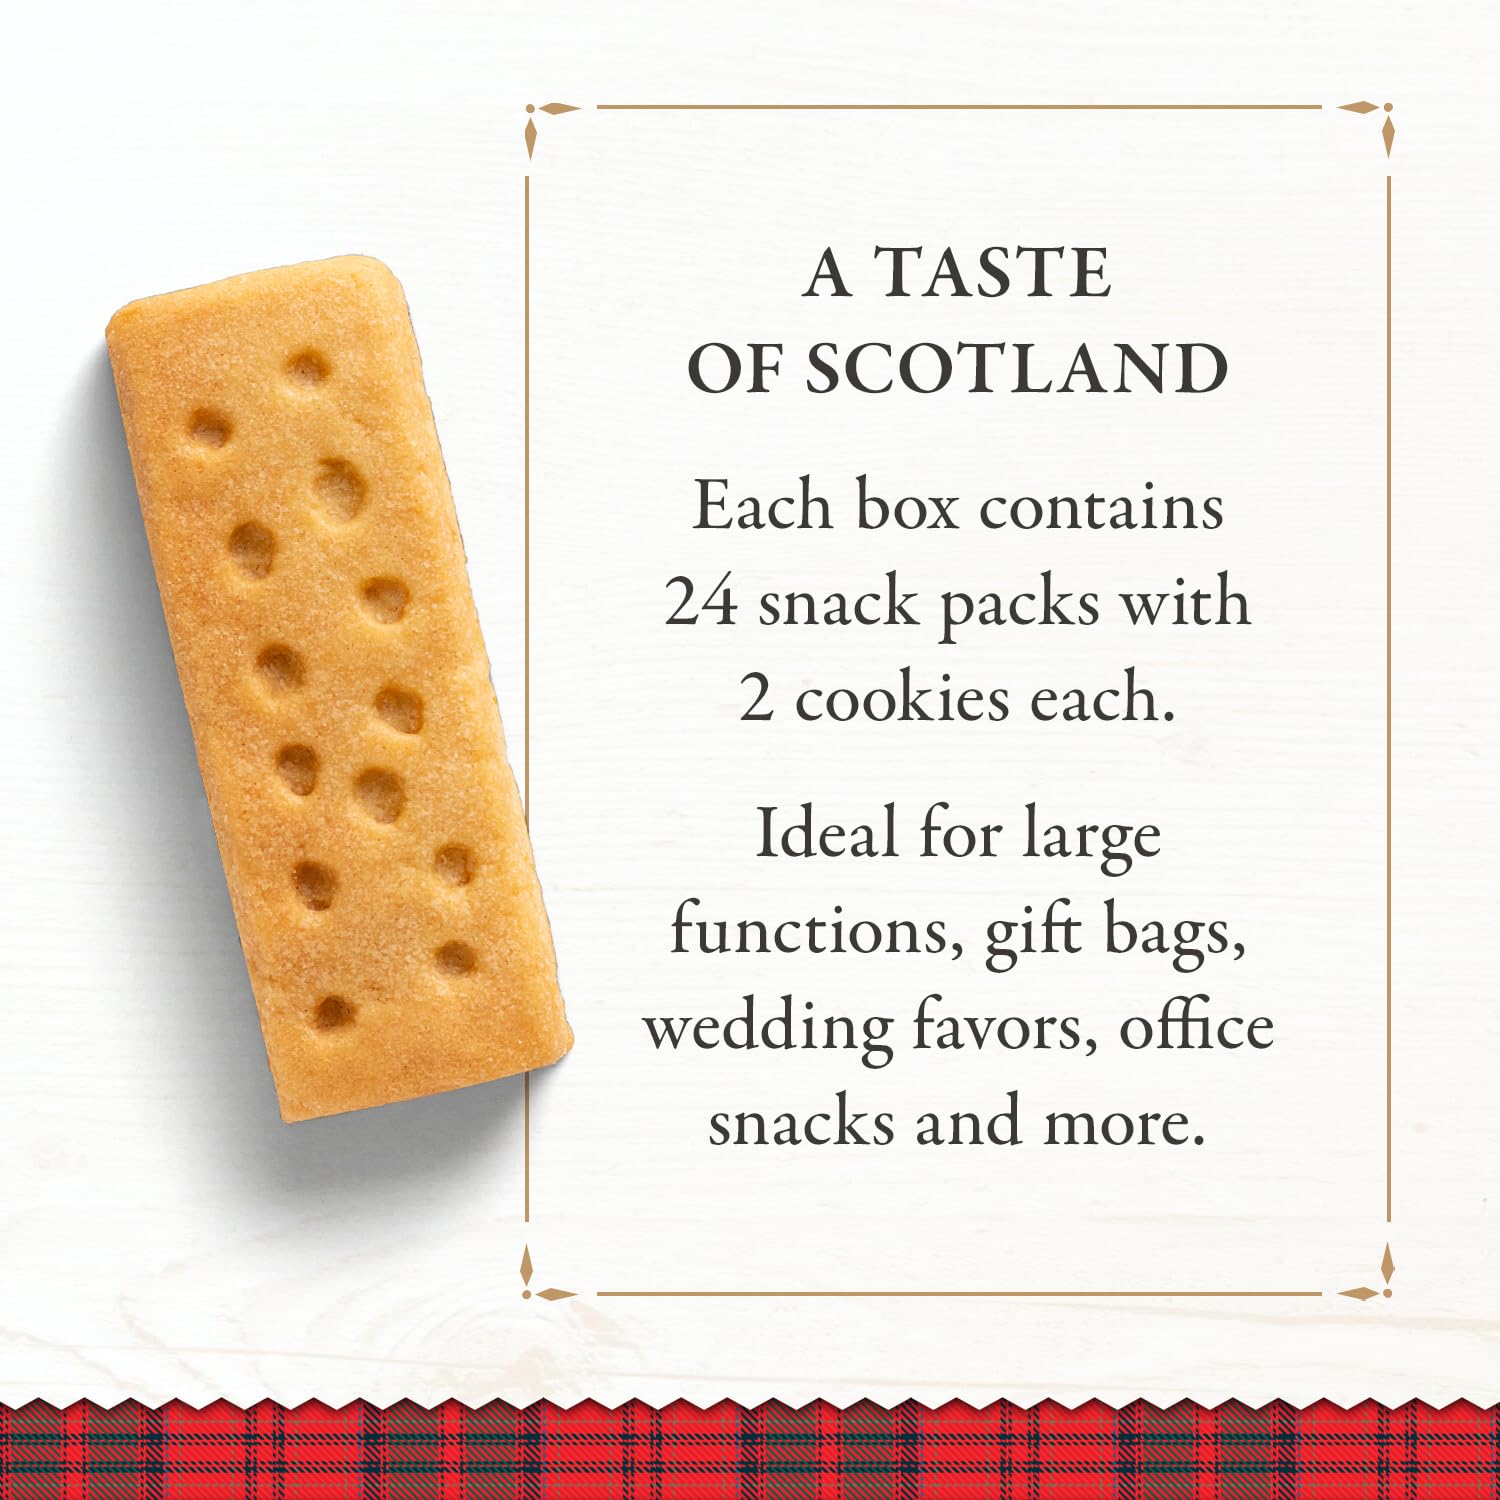 A TASTE
OF SCOTLAND
Each box contains
24 snack packs with
2 cookies each.
Ideal for large
functions, gift bags,
wedding favors, office
snacks and more.